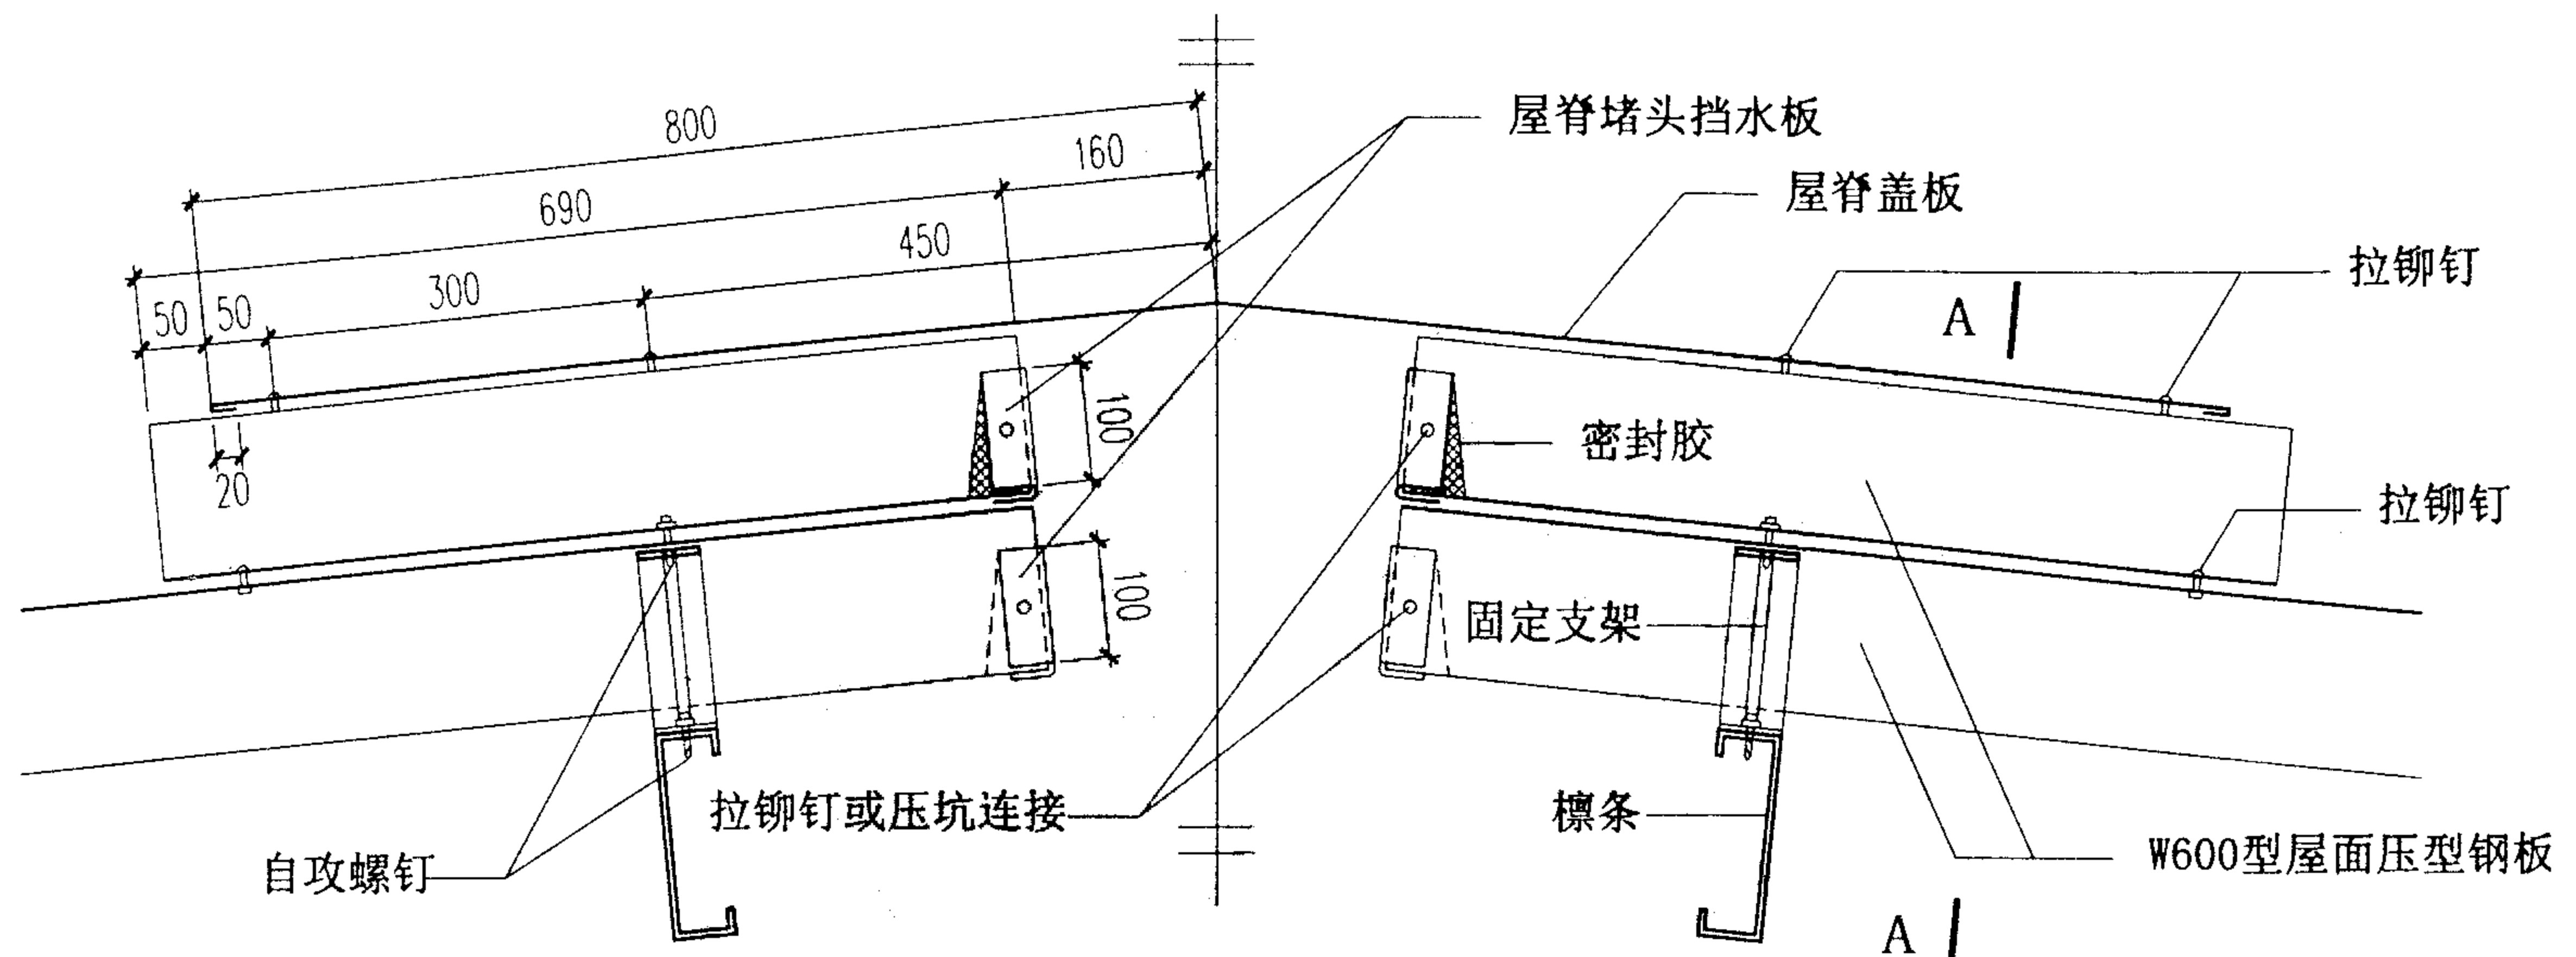 800
屋脊堵头挡水板
160
屋脊盖板
690
450
拉铆钉
300
A
50
50
100
密封胶
20
拉铆钉
100
固定支架
拉铆钉或压坑连接
檩条
W600型屋面压型钢板
自攻螺钉
A